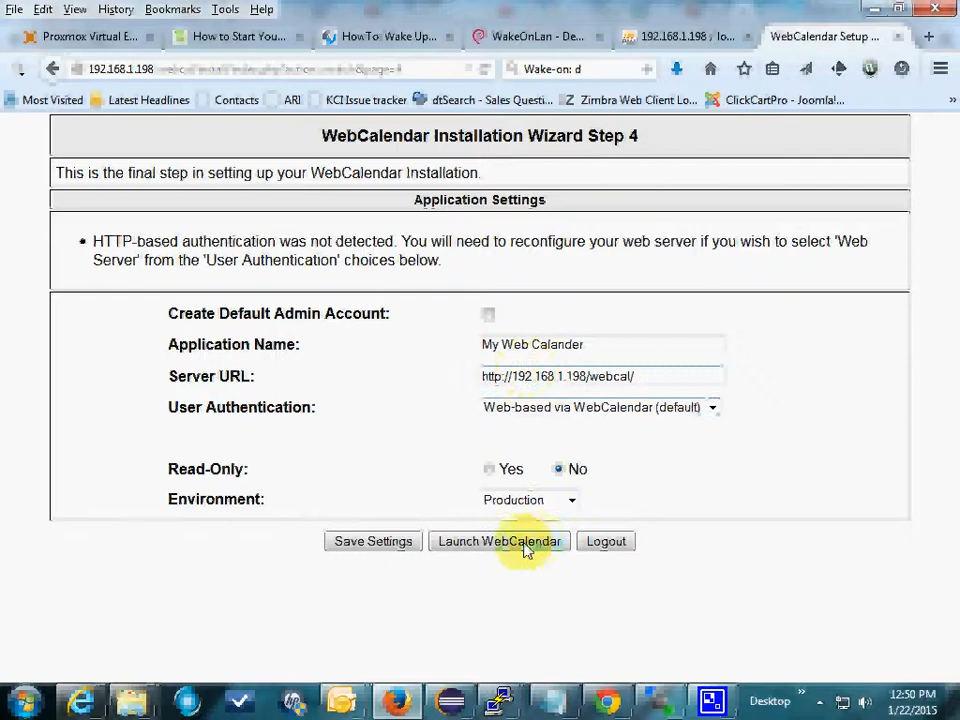 File Edit View History Bookmarks Tools Help
Proxmox Virtual E... How to Start You... HowTo: Wake Up... WakeOnLan - De... 192.168.1.198 / lo... WebCalendar Setup ...
192.168.1.198 Wake-on: d
Most Visited Latest Headlines Contacts ARI KCI Issue tracker dtSearch - Sales Questi... Zimbra Web Client Lo... ClickCartPro - Joomla!... »
WebCalendar Installation Wizard Step 4
This is the final step in setting up your WebCalendar Installation.
Application Settings
• HTTP-based authentication was not detected. You will need to reconfigure your web server if you wish to select 'Web
Server' from the 'User Authentication' choices below.
Create Default Admin Account:
Application Name: My Web Calander
Server URL: http://192.168.1.198/webcal/
User Authentication: Web-based via WebCalendar (default)
Read-Only: Yes No
Environment: Production
Save Settings Launch WebCalendar Logout
Desktop » 12:50 PM
1/22/2015